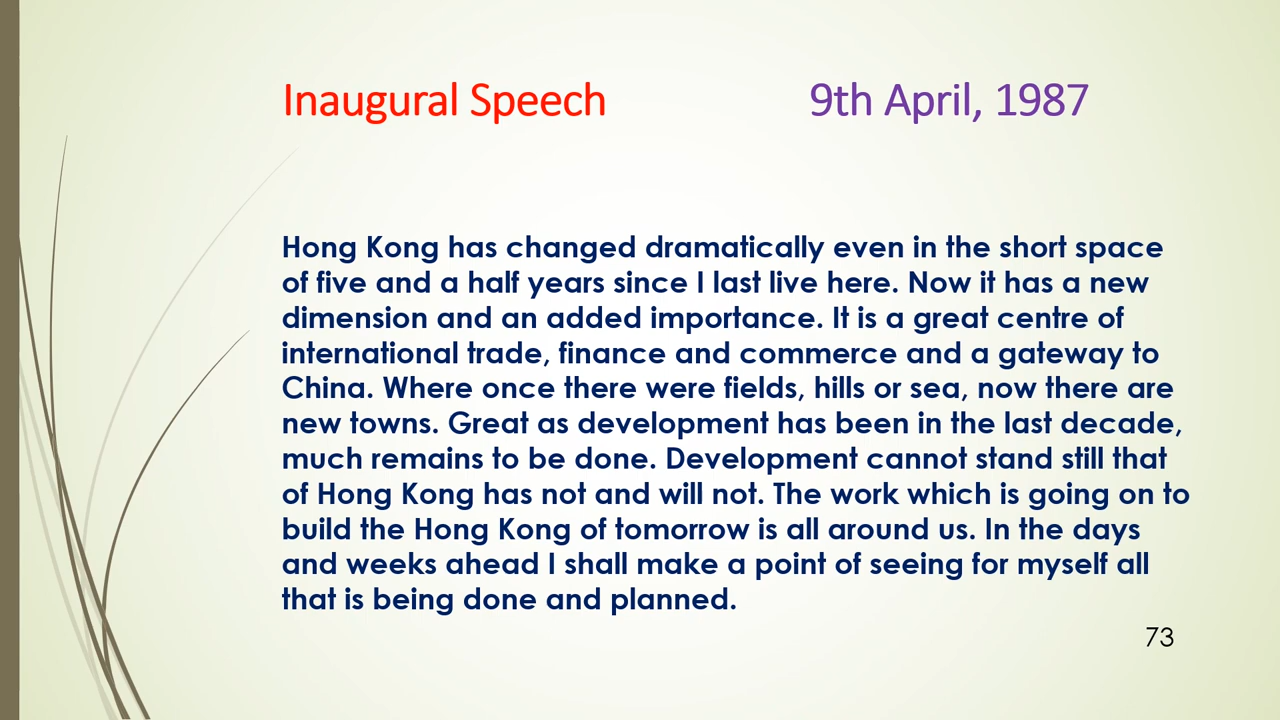 Inaugural Speech 9th April, 1987
Hong Kong has changed dramatically even in the short space
of five and a half years since I last live here. Now it has a new
dimension and an added importance. It is a great centre of
international trade, finance and commerce and a gateway to
China. Where once there were fields, hills or sea, now there are
new towns. Great as development has been in the last decade,
much remains to be done. Development cannot stand still that
of Hong Kong has not and will not. The work which is going on to
build the Hong Kong of tomorrow is all around us. In the days
and weeks ahead I shall make a point of seeing for myself all
that is being done and planned.
73